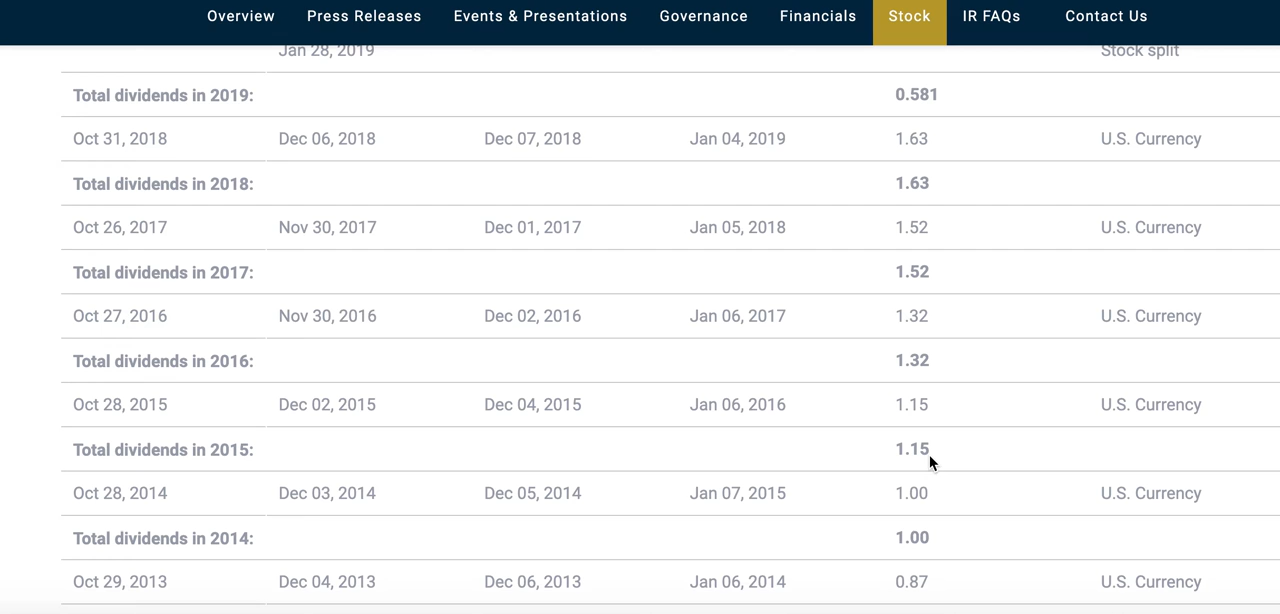 Overview Press Releases Events & Presentations Governance Financials Stock IR FAQs Contact Us
Jan 28, 2019 Stock split
Total dividends in 2019: 0.581
Oct 31, 2018 Dec 06, 2018 Dec 07, 2018 Jan 04, 2019 1.63 U.S. Currency
Total dividends in 2018: 1.63
Oct 26, 2017 Nov 30, 2017 Dec 01, 2017 Jan 05, 2018 1.52 U.S. Currency
Total dividends in 2017: 1.52
Oct 27, 2016 Nov 30, 2016 Dec 02, 2016 Jan 06, 2017 1.32 U.S. Currency
Total dividends in 2016: 1.32
Oct 28, 2015 Dec 02, 2015 Dec 04, 2015 Jan 06, 2016 1.15 U.S. Currency
Total dividends in 2015: 1.15
Oct 28, 2014 Dec 03, 2014 Dec 05, 2014 Jan 07, 2015 1.00 U.S. Currency
Total dividends in 2014: 1.00
Oct 29, 2013 Dec 04, 2013 Dec 06, 2013 Jan 06, 2014 0.87 U.S. Currency